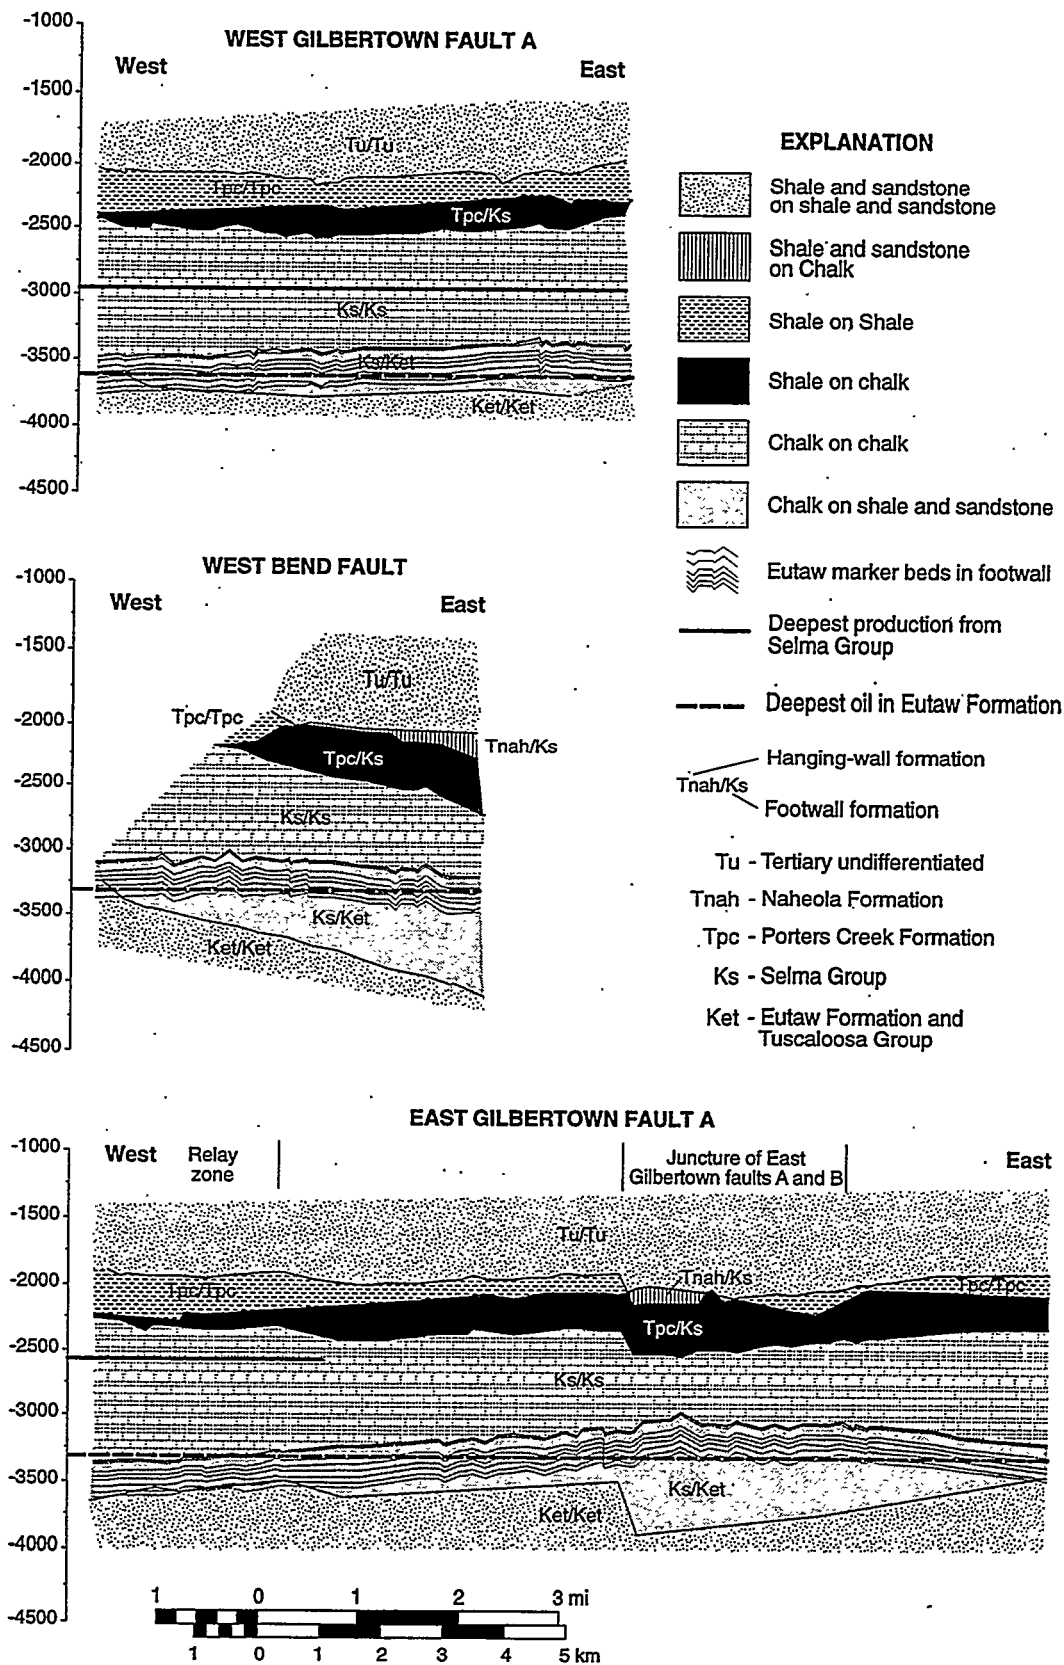 WEST GILBERTOWN FAULT A
West
East
-1000
-1500
-2000
-2500
-3000
-3500
-4000
-4500
Tu/Tu
Tpc/Tpc
Tpc/Ks
Ks/Ks
Ks/Ket
Ket/Ket
EXPLANATION
Shale and sandstone
on shale and sandstone
Shale and sandstone
on Chalk
Shale on Shale
Shale on chalk
Chalk on chalk
Chalk on shale and sandstone
Eutaw marker beds in footwall
Deepest production from
Selma Group
Deepest oil in Eutaw Formation
Hanging-wall formation
Tnah/Ks
Footwall formation
Tu - Tertiary undifferentiated
Tnah - Naheola Formation
Tpc - Porters Creek Formation
Ks - Selma Group
Ket - Eutaw Formation and
Tuscaloosa Group
WEST BEND FAULT
West
East
-1000
-1500
-2000
-2500
-3000
-3500
-4000
-4500
Tu/Tu
Tpc/Tpc
Tnah/Ks
Tpc/Ks
Ks/Ks
Ks/Ket
Ket/Ket
EAST GILBERTOWN FAULT A
West
Relay
zone
Juncture of East
Gilbertown faults A and B
East
-1000
-1500
-2000
-2500
-3000
-3500
-4000
-4500
Tu/Tu
Tpc/Tpc
Tnah/Ks
Tpc/Tpc
Tpc/Ks
Ks/Ks
Ks/Ket
Ket/Ket
1 0 1 2 3 mi
1 0 1 2 3 4 5 km